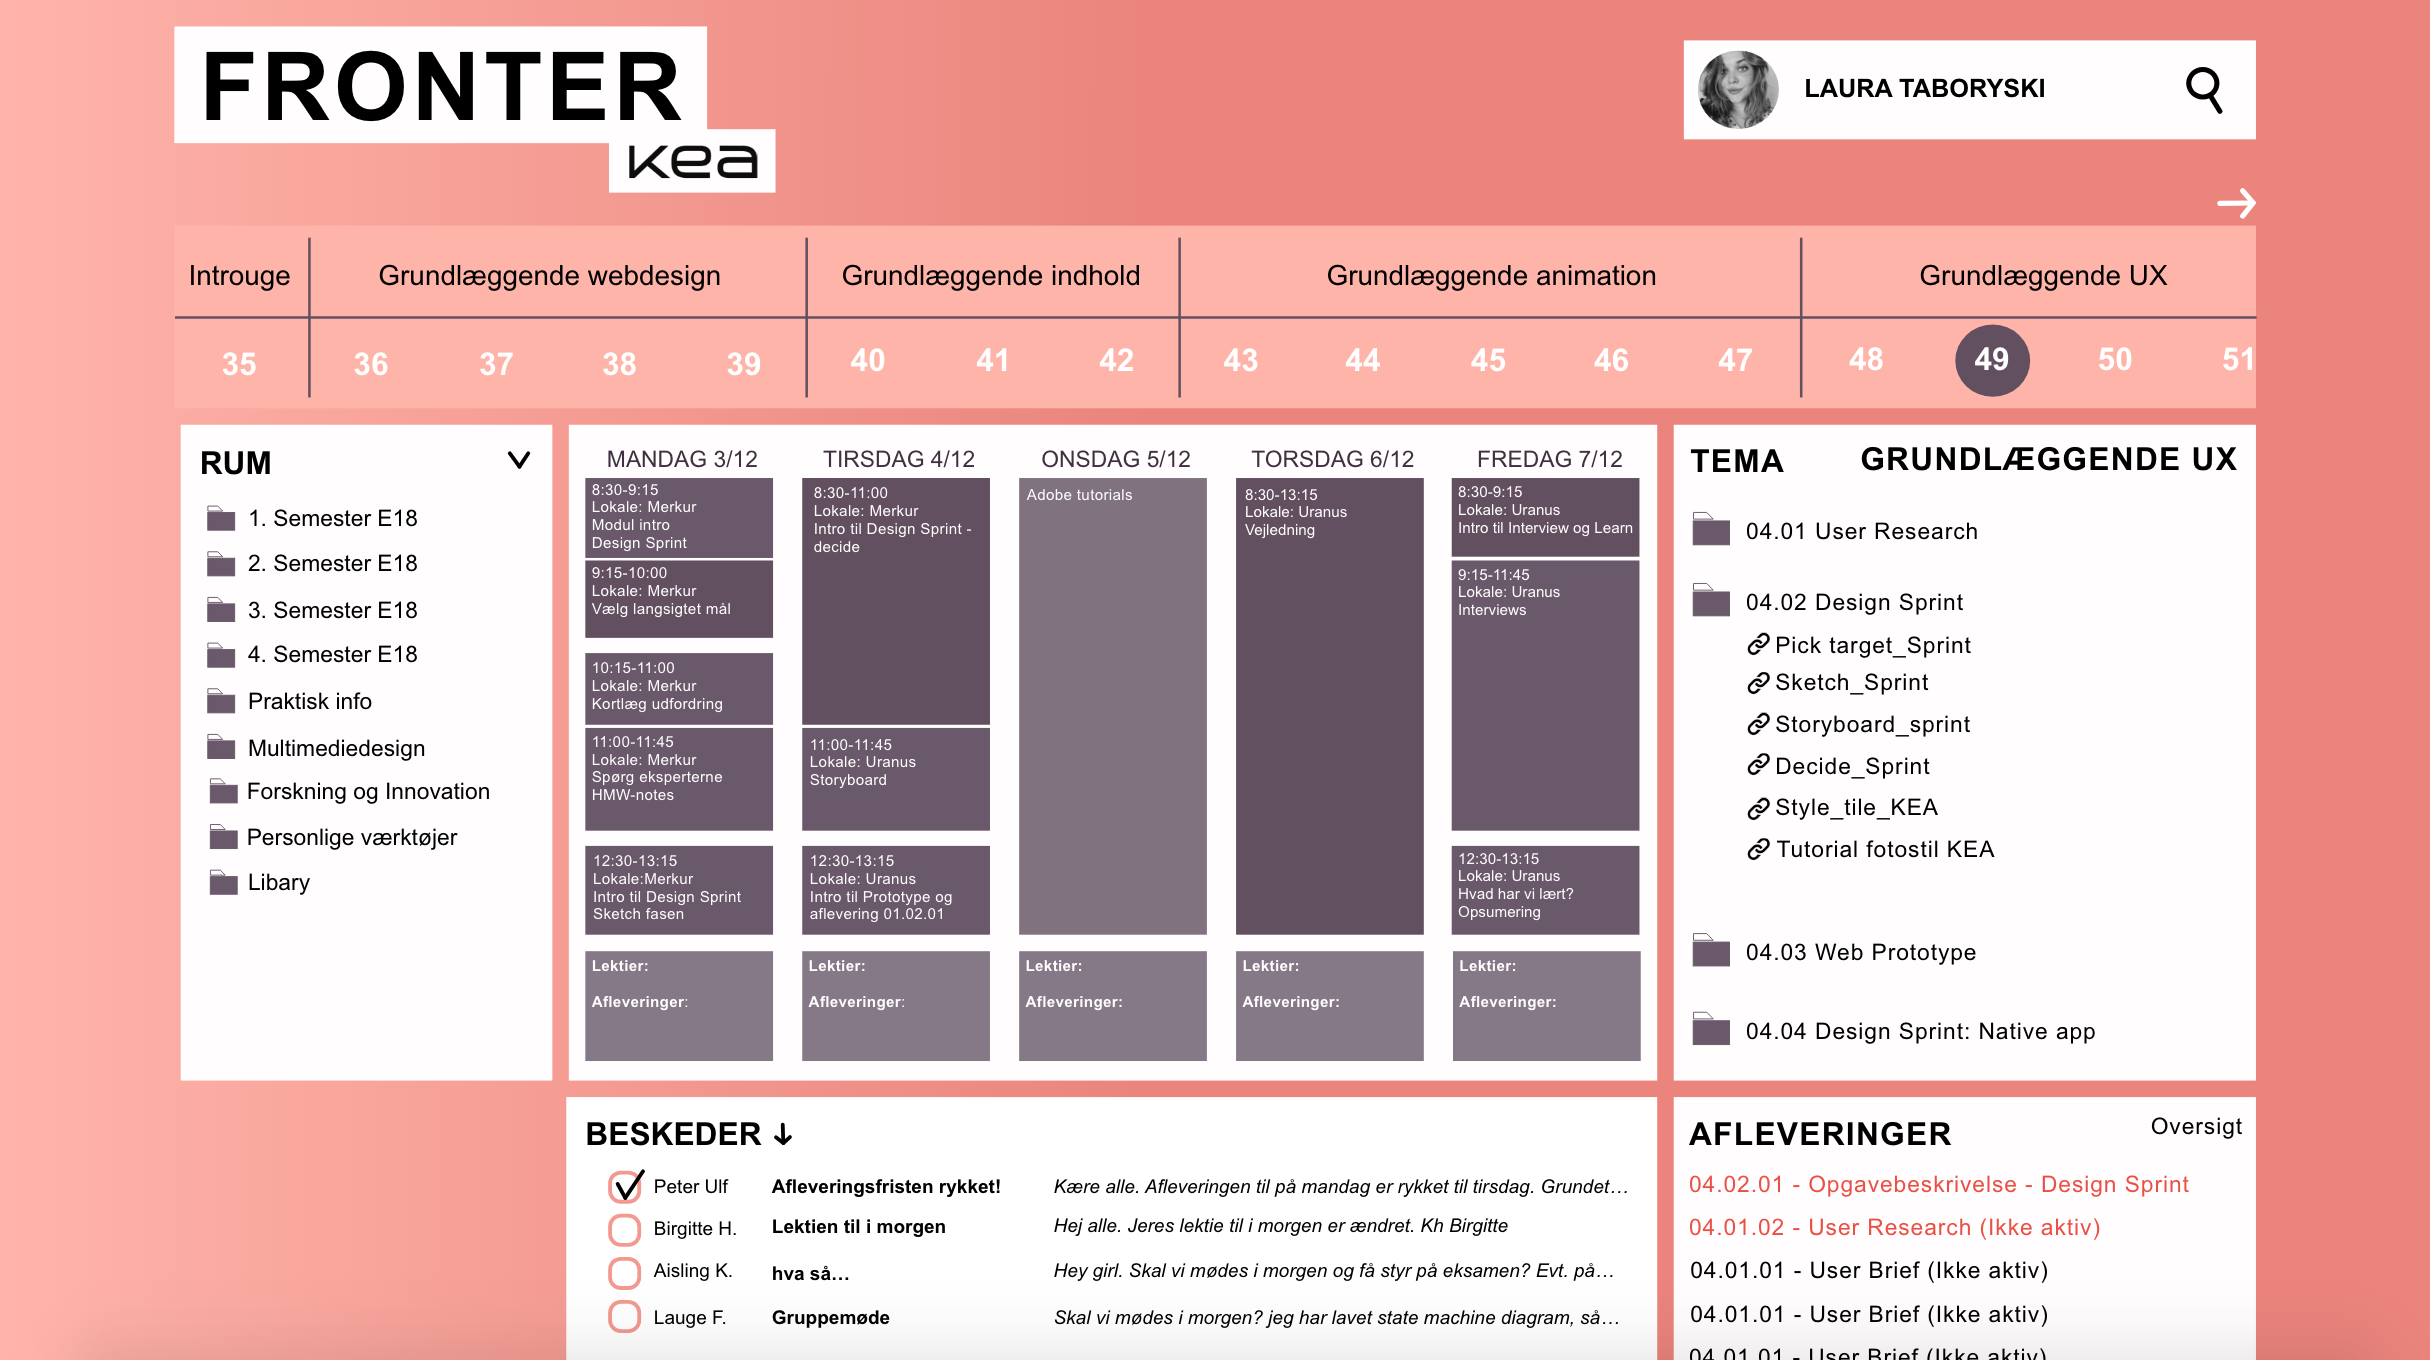 FRONTER
kea
LAURA TABORYSKI
Introuge
Grundlæggende webdesign
Grundlæggende indhold
Grundlæggende animation
Grundlæggende UX
35 36 37 38 39 40 41 42 43 44 45 46 47 48 49 50 51
RUM
1. Semester E18
2. Semester E18
3. Semester E18
4. Semester E18
Praktisk info
Multimediedesign
Forskning og Innovation
Personlige værktøjer
Libary
MANDAG 3/12
8:30-9:15
Lokale: Merkur
Modul intro
Design Sprint
9:15-10:00
Lokale: Merkur
Vælg langsigtet mål
10:15-11:00
Lokale: Merkur
Kortlæg udfordring
11:00-11:45
Lokale: Merkur
Spørg eksperterne
HMW-notes
12:30-13:15
Lokale:Merkur
Intro til Design Sprint
Sketch fasen
Lektier:
Afleveringer:
TIRSDAG 4/12
8:30-11:00
Lokale: Merkur
Intro til Design Sprint -
decide
11:00-11:45
Lokale: Uranus
Storyboard
12:30-13:15
Lokale: Uranus
Intro til Prototype og
aflevering 01.02.01
Lektier:
Afleveringer:
ONSDAG 5/12
Adobe tutorials
Lektier:
Afleveringer:
TORSDAG 6/12
8:30-13:15
Lokale: Uranus
Vejledning
Lektier:
Afleveringer:
FREDAG 7/12
8:30-9:15
Lokale: Uranus
Intro til Interview og Learn
9:15-11:45
Lokale: Uranus
Interviews
12:30-13:15
Lokale: Uranus
Hvad har vi lært?
Opsumering
Lektier:
Afleveringer:
TEMA GRUNDLÆGGENDE UX
04.01 User Research
04.02 Design Sprint
Pick target_Sprint
Sketch_Sprint
Storyboard_sprint
Decide_Sprint
Style_tile_KEA
Tutorial fotostil KEA
04.03 Web Prototype
04.04 Design Sprint: Native app
BESKEDER
Peter Ulf Afleveringsfristen rykket! Kære alle. Afleveringen til på mandag er rykket til tirsdag. Grundet…
Birgitte H. Lektien til i morgen Hej alle. Jeres lektie til i morgen er ændret. Kh Birgitte
Aisling K. hva så… Hey girl. Skal vi mødes i morgen og få styr på eksamen? Evt. på…
Lauge F. Gruppemøde Skal vi mødes i morgen? jeg har lavet state machine diagram, så…
AFLEVERINGER Oversigt
04.02.01 - Opgavebeskrivelse - Design Sprint
04.01.02 - User Research (Ikke aktiv)
04.01.01 - User Brief (Ikke aktiv)
04.01.01 - User Brief (Ikke aktiv)
04.01.01 - User Brief (Ikke aktiv)